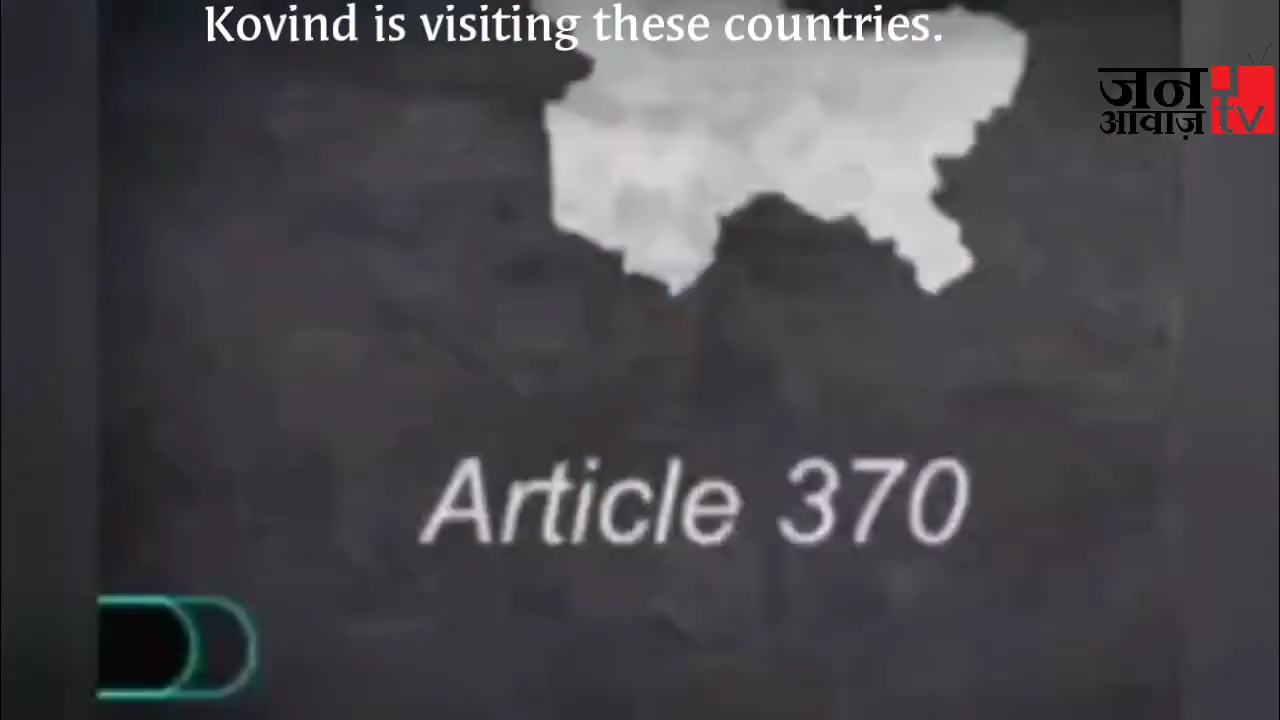 Kovind is visiting these countries.
जन
आवाज़ tv
Article 370